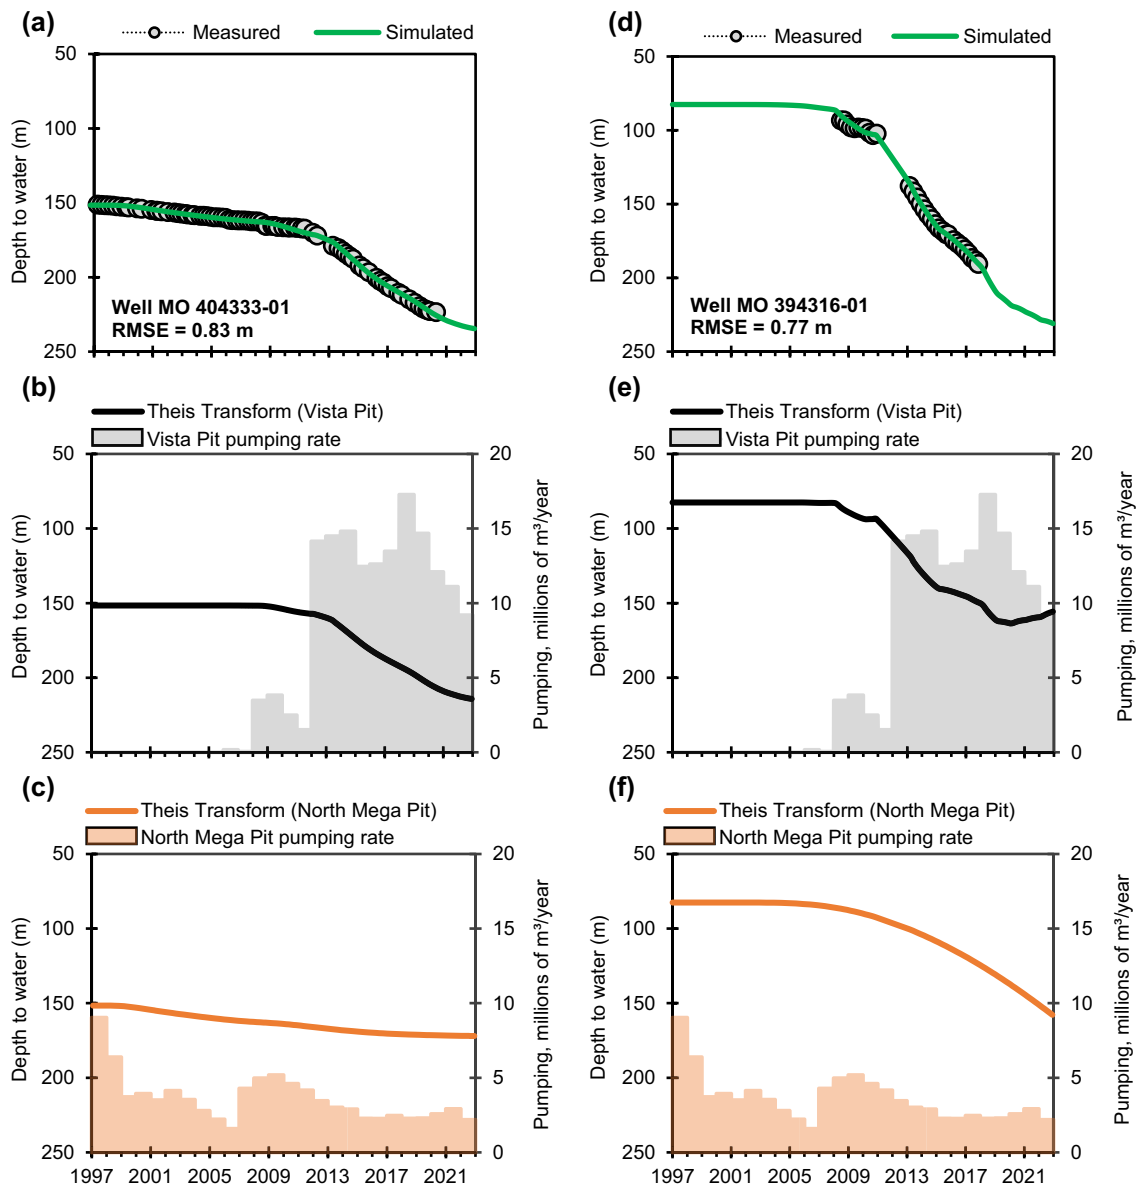 (a)
Measured
Simulated
50
100
150
200
250
Depth to water (m)
Well MO 404333-01
RMSE = 0.83 m
(d)
Measured
Simulated
50
100
150
200
250
Depth to water (m)
Well MO 394316-01
RMSE = 0.77 m
(b)
Theis Transform (Vista Pit)
Vista Pit pumping rate
50
100
150
200
250
Depth to water (m)
20
15
10
5
0
Pumping, millions of m³/year
(e)
Theis Transform (Vista Pit)
Vista Pit pumping rate
50
100
150
200
250
Depth to water (m)
20
15
10
5
0
Pumping, millions of m³/year
(c)
Theis Transform (North Mega Pit)
North Mega Pit pumping rate
50
100
150
200
250
Depth to water (m)
20
15
10
5
0
Pumping, millions of m³/year
1997 2001 2005 2009 2013 2017 2021
(f)
Theis Transform (North Mega Pit)
North Mega Pit pumping rate
50
100
150
200
250
Depth to water (m)
20
15
10
5
0
Pumping, millions of m³/year
1997 2001 2005 2009 2013 2017 2021